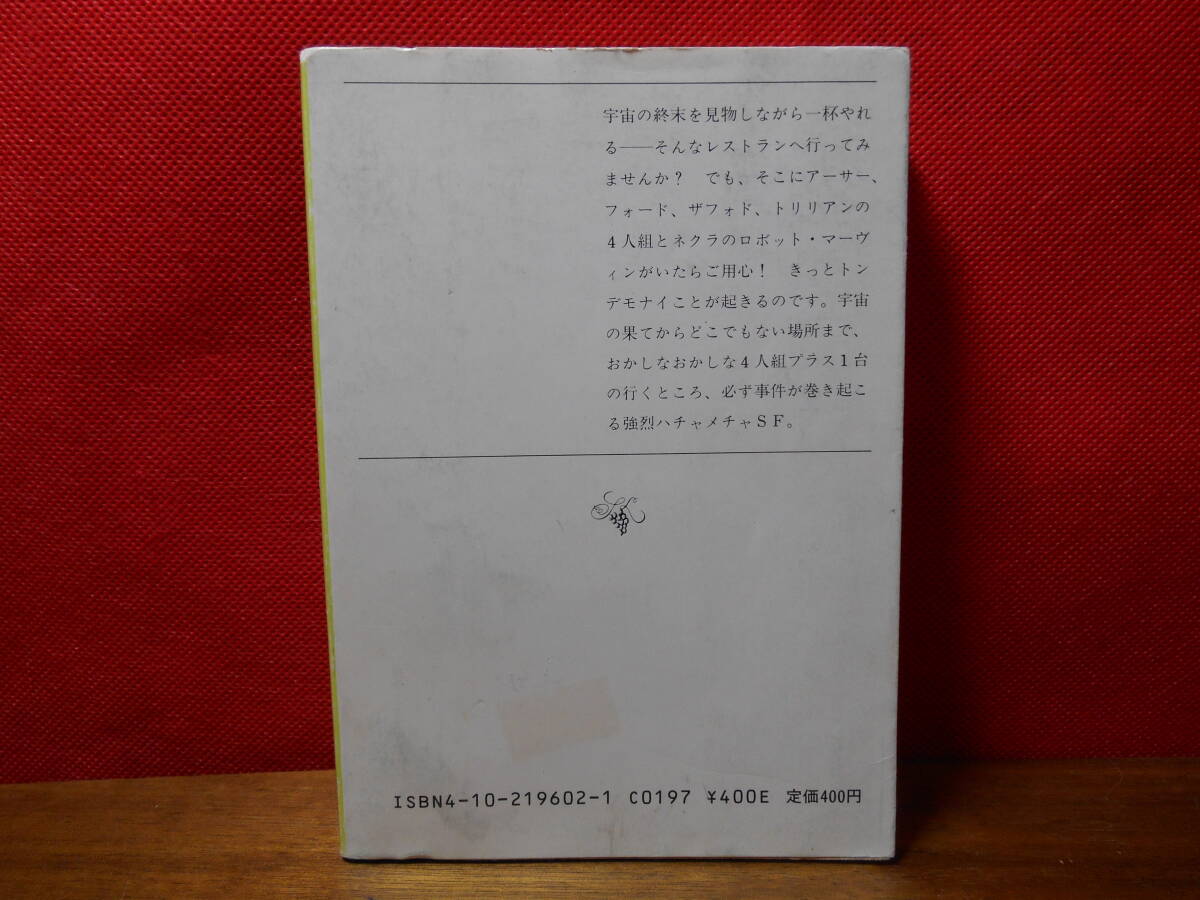 宇宙の終末を見物しながら一杯やれ
る――そんなレストランへ行ってみ
ませんか？　でも、そこにアーサー、
フォード、ザフォド、トリリアンの
4人組とネクラのロボット・マーヴ
ィンがいたらご用心！　きっとトン
デモナイことが起きるのです。宇宙
の果てからどこでもない場所まで、
おかしなおかしな4人組プラス1台
の行くところ、必ず事件が巻き起こ
る強烈ハチャメチャＳＦ。
ISBN4-10-219602-1 C0197 ¥400E 定価400円